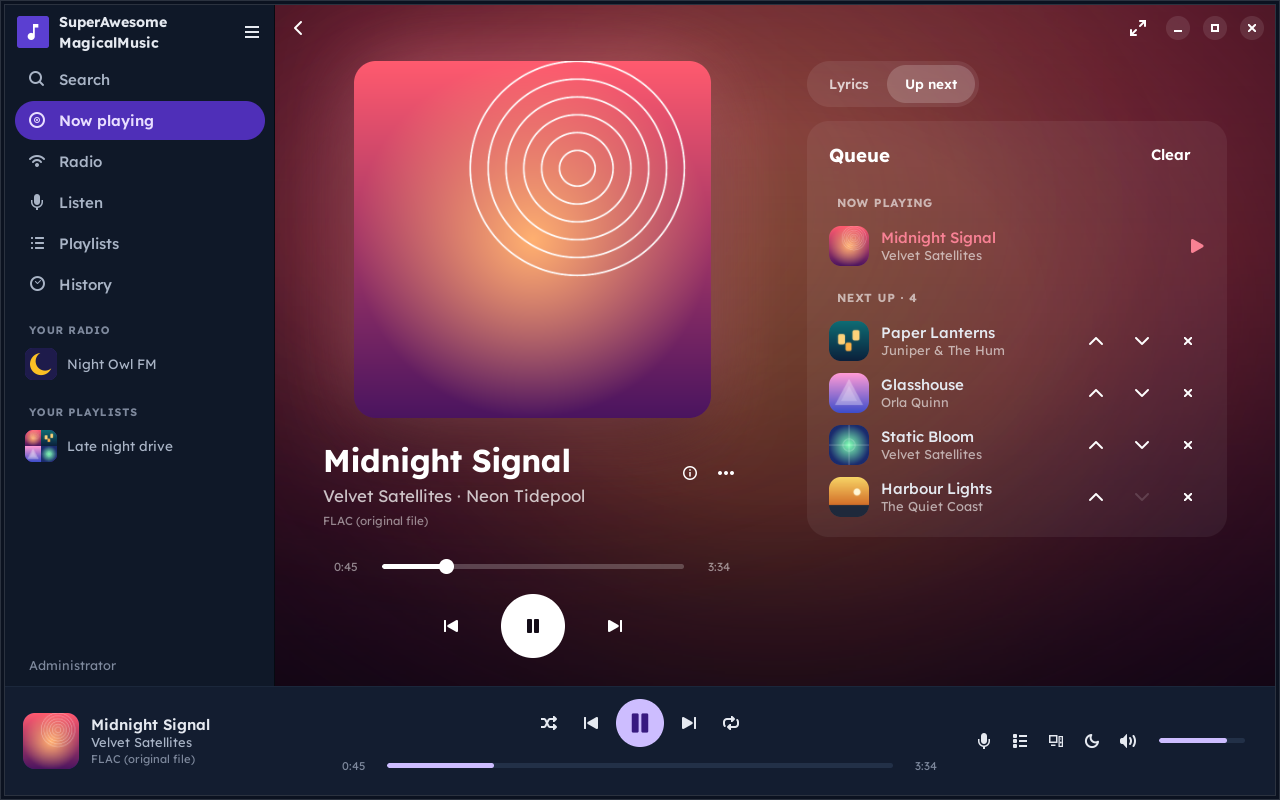 SuperAwesome
MagicalMusic
Search
Now playing
Radio
Listen
Playlists
History
YOUR RADIO
Night Owl FM
YOUR PLAYLISTS
Late night drive
Administrator
Midnight Signal
Velvet Satellites · Neon Tidepool
FLAC (original file)
0:45
3:34
Lyrics
Up next
Queue
Clear
NOW PLAYING
Midnight Signal
Velvet Satellites
NEXT UP · 4
Paper Lanterns
Juniper & The Hum
Glasshouse
Orla Quinn
Static Bloom
Velvet Satellites
Harbour Lights
The Quiet Coast
Midnight Signal
Velvet Satellites
FLAC (original file)
0:45
3:34